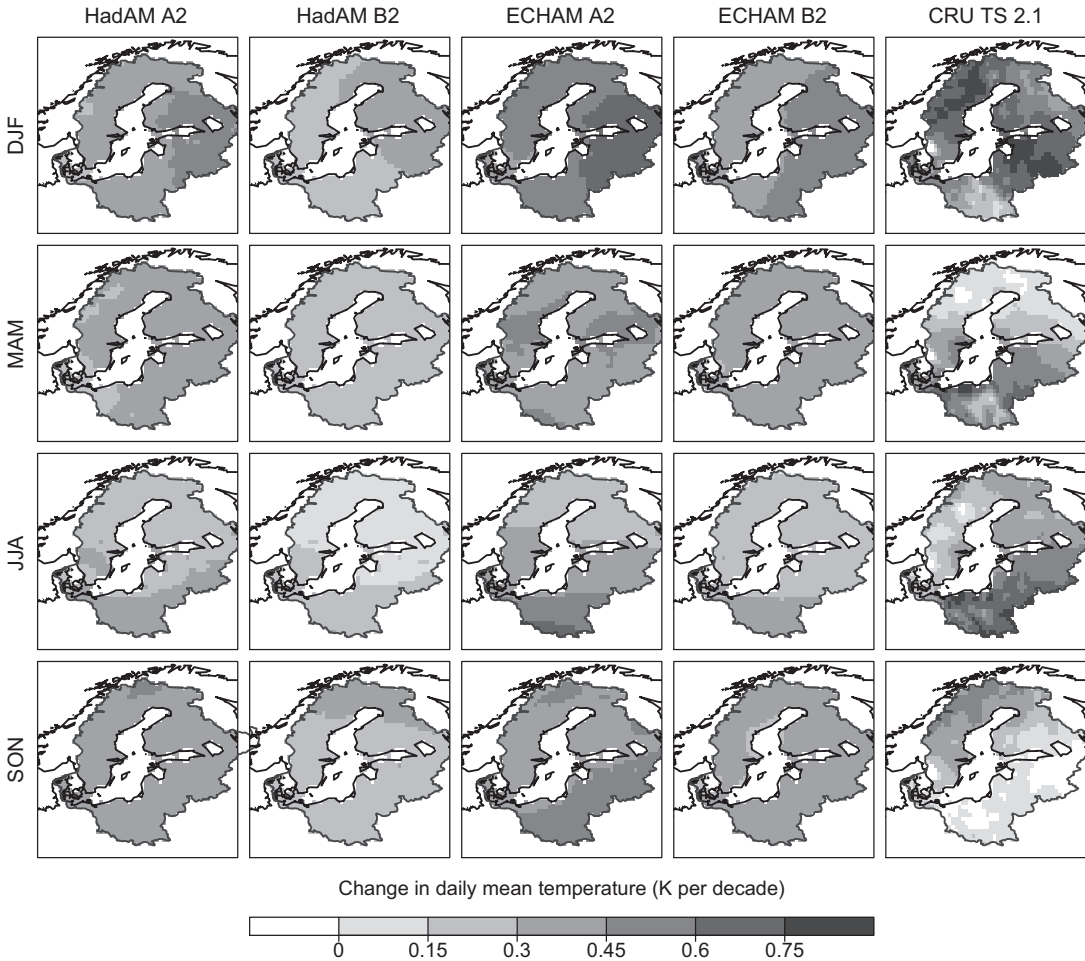 HadAM A2 HadAM B2 ECHAM A2 ECHAM B2 CRU TS 2.1
DJF
MAM
JJA
SON
Change in daily mean temperature (K per decade)
0 0.15 0.3 0.45 0.6 0.75